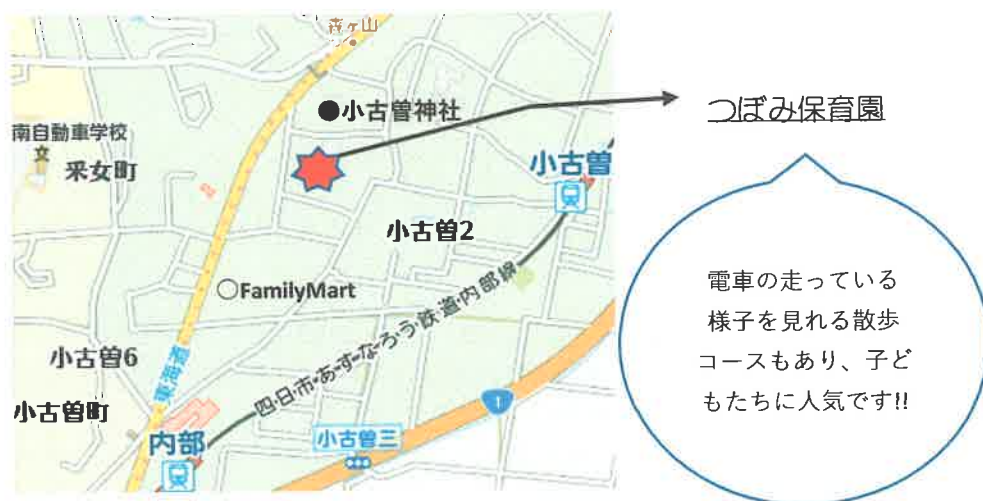 森ヶ山
●小古曽神社
つぼみ保育園
南自動車学校
文
采女町
小古曽
小古曽2
○FamilyMart
四日市あすなろう鉄道・内部線
小古曽6
東海道
小古曽町
1
内部
小古曽三
電車の走っている
様子を見れる散歩
コースもあり、子ど
もたちに人気です!!